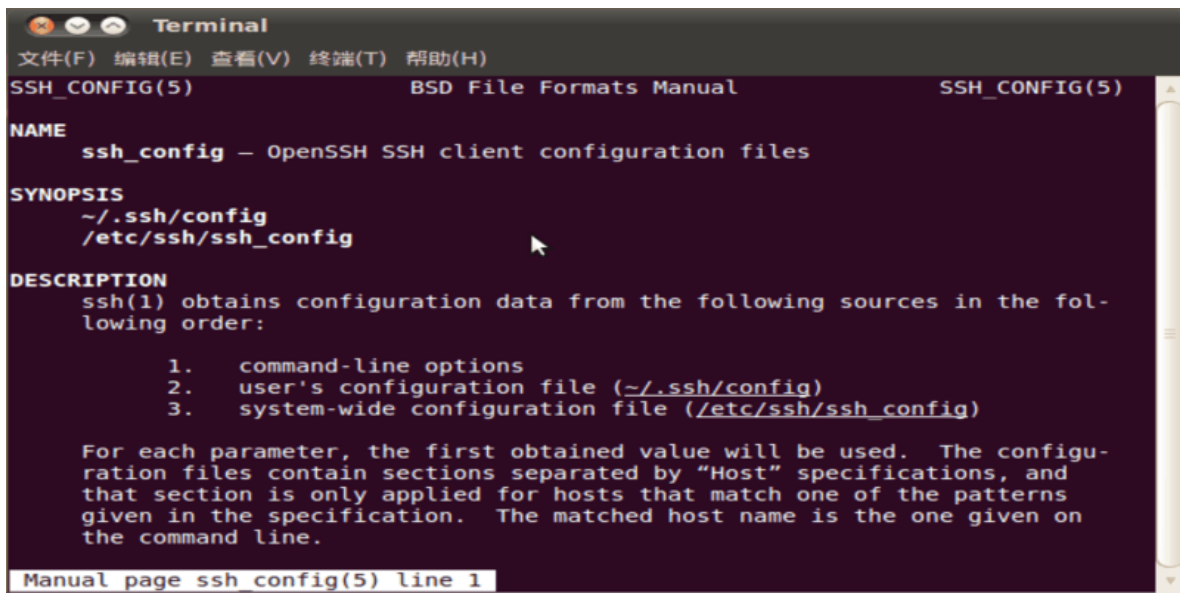 Terminal
文件(F) 编辑(E) 查看(V) 终端(T) 帮助(H)
SSH_CONFIG(5) BSD File Formats Manual SSH_CONFIG(5)
NAME
ssh_config — OpenSSH SSH client configuration files
SYNOPSIS
~/.ssh/config
/etc/ssh/ssh_config
DESCRIPTION
ssh(1) obtains configuration data from the following sources in the fol-
lowing order:
1. command-line options
2. user's configuration file (~/.ssh/config)
3. system-wide configuration file (/etc/ssh/ssh_config)
For each parameter, the first obtained value will be used. The configu-
ration files contain sections separated by “Host” specifications, and
that section is only applied for hosts that match one of the patterns
given in the specification. The matched host name is the one given on
the command line.
Manual page ssh_config(5) line 1